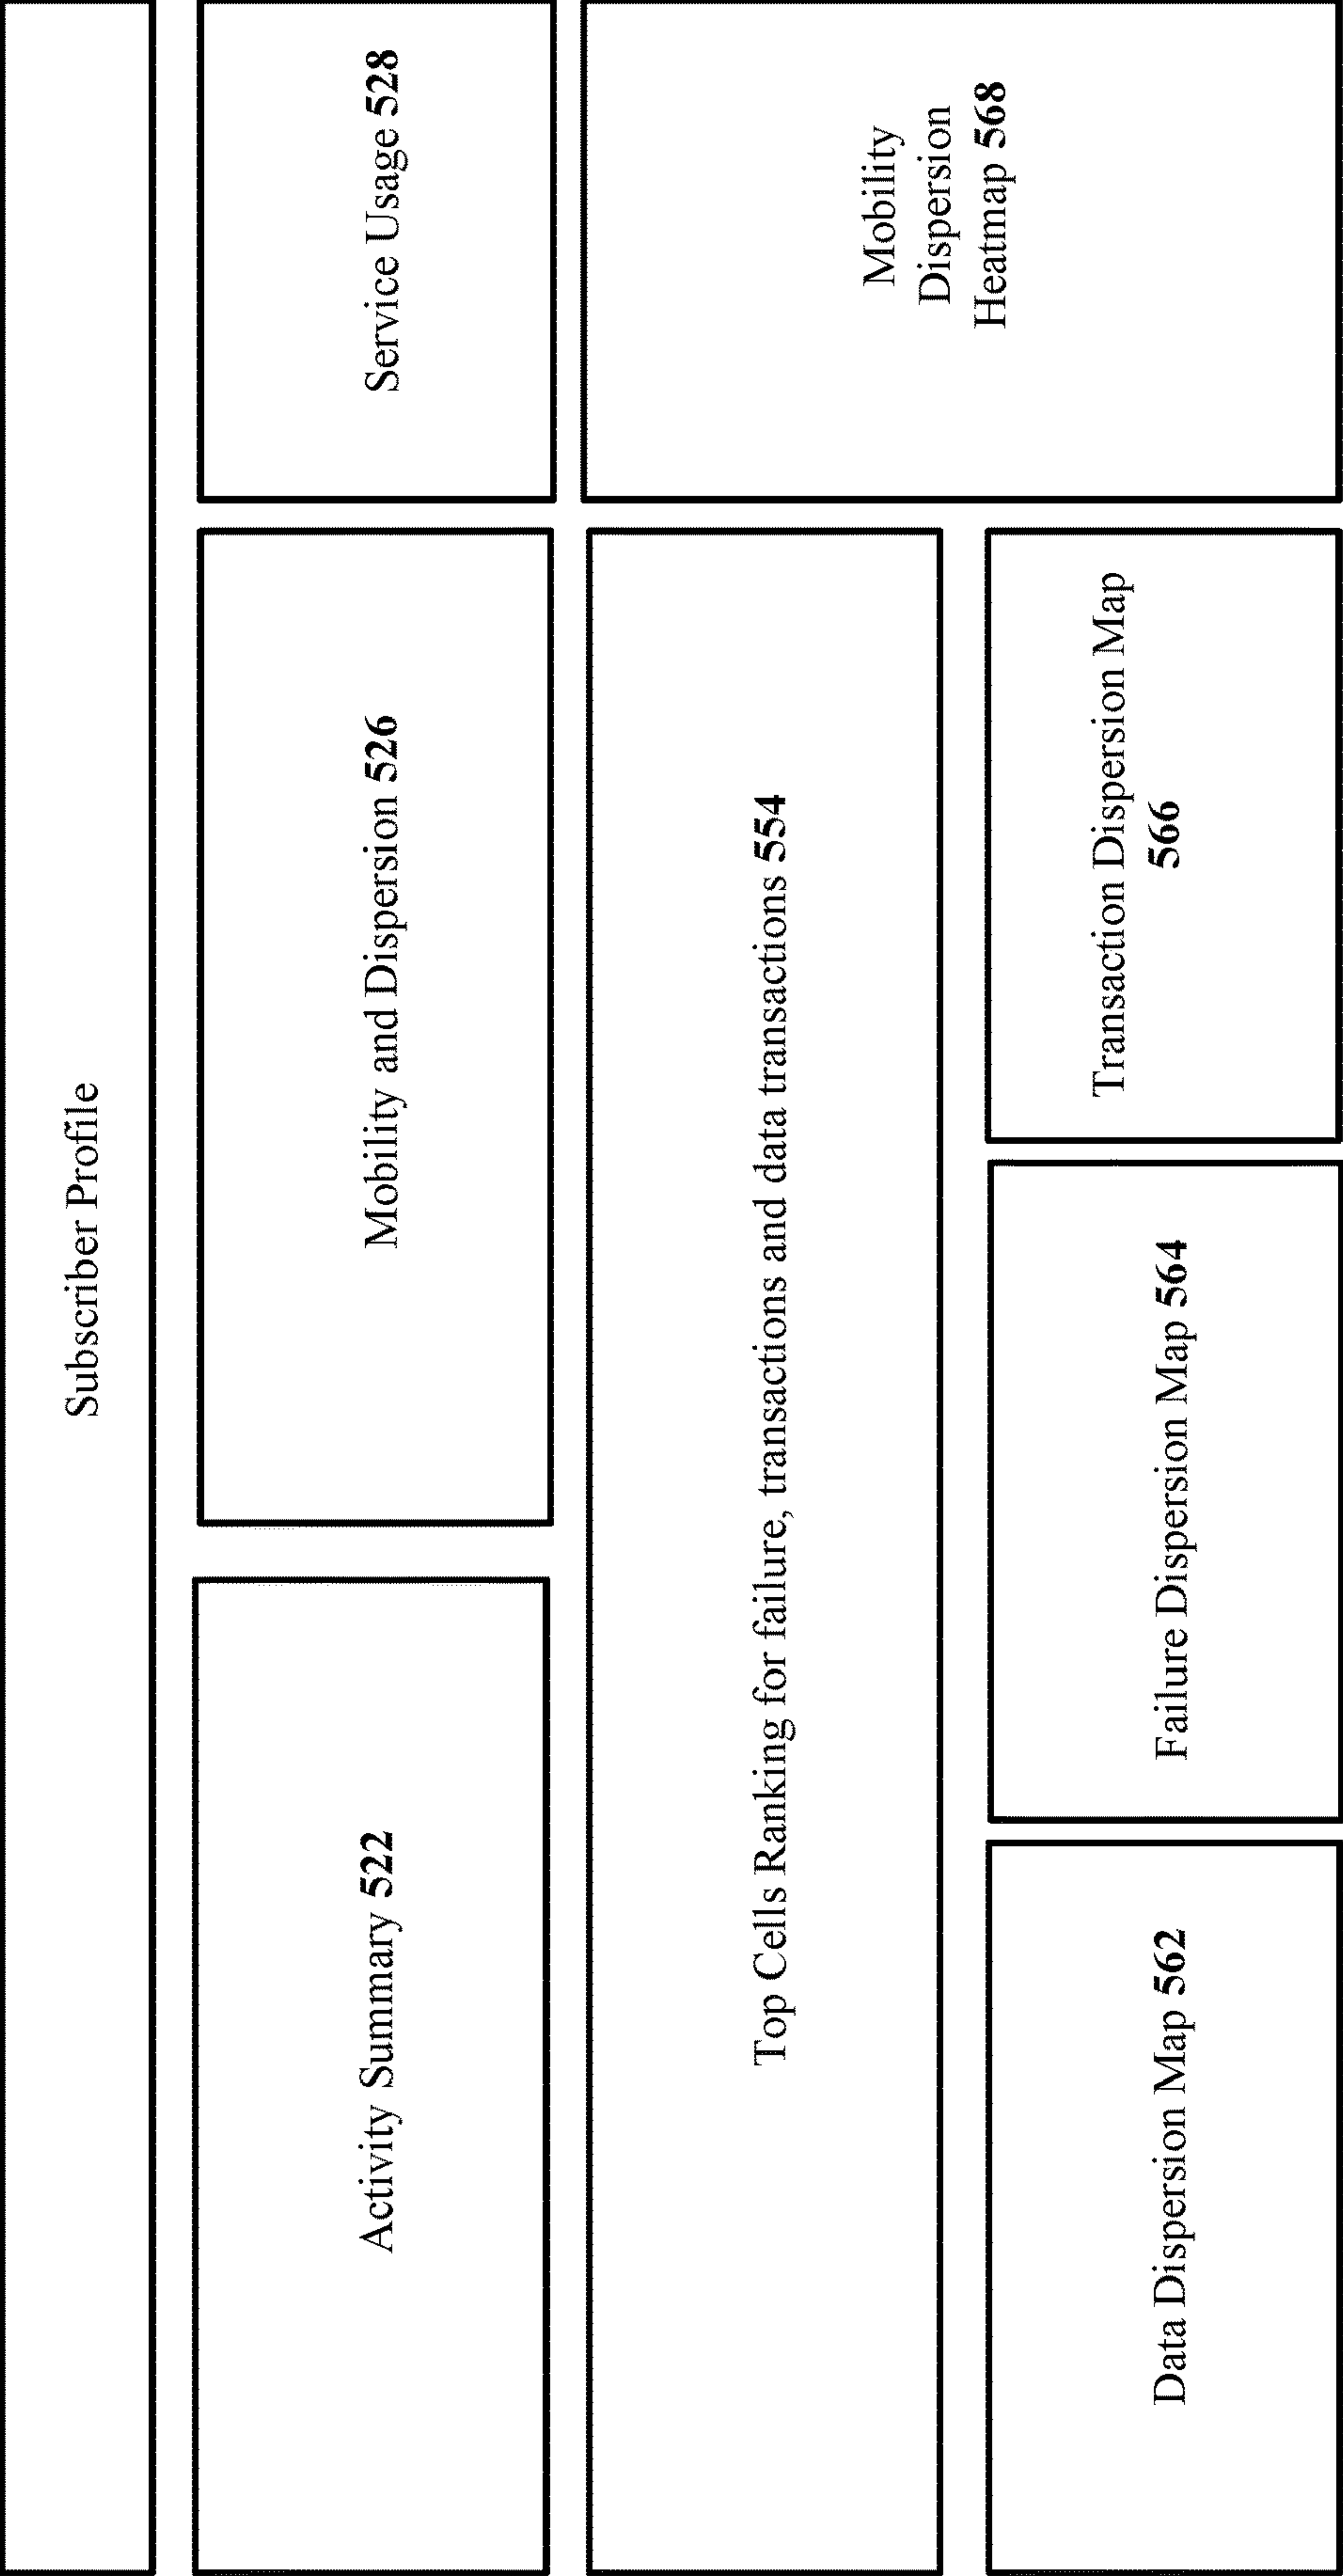 Subscriber Profile
Activity Summary 522
Mobility and Dispersion 526
Service Usage 528
Top Cells Ranking for failure, transactions and data transactions 554
Mobility
Dispersion
Heatmap 568
Data Dispersion Map 562
Failure Dispersion Map 564
Transaction Dispersion Map
566